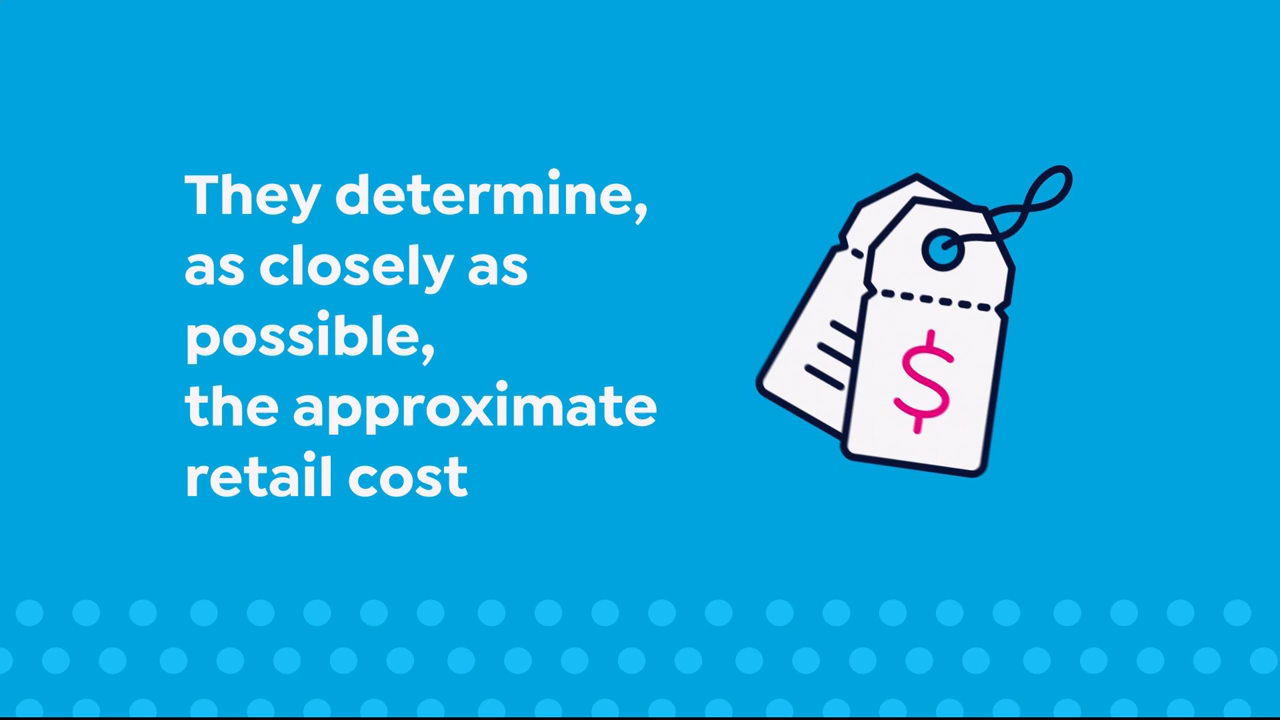 They determine,
as closely as
possible,
the approximate
retail cost
$